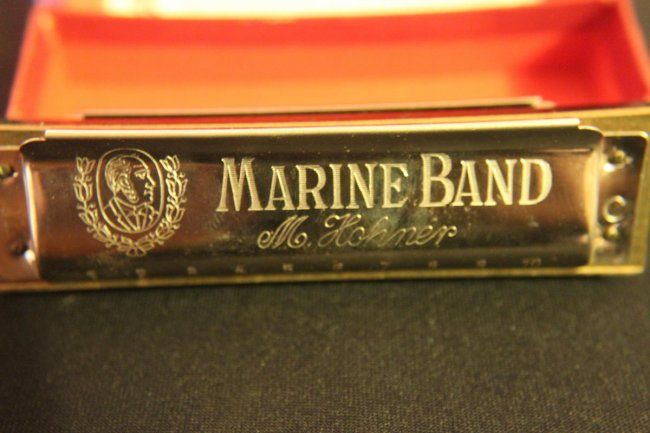 MARINE BAND
M. Hohner
C